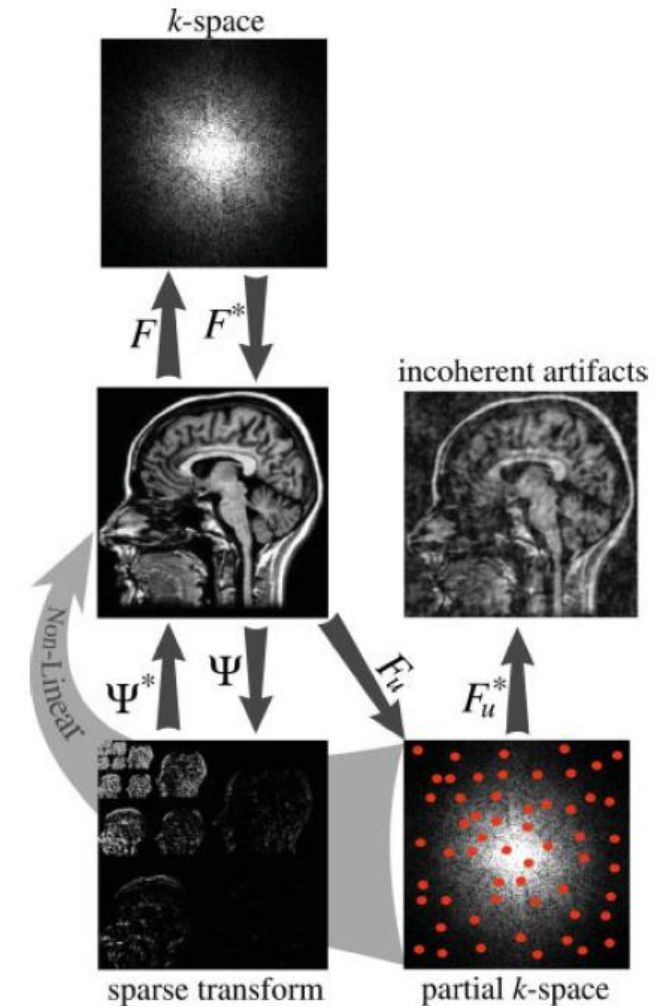 k-space
F
F*
incoherent artifacts
Non-Linear
Ψ*
Ψ
Fᵤ
Fᵤ*
sparse transform
partial k-space